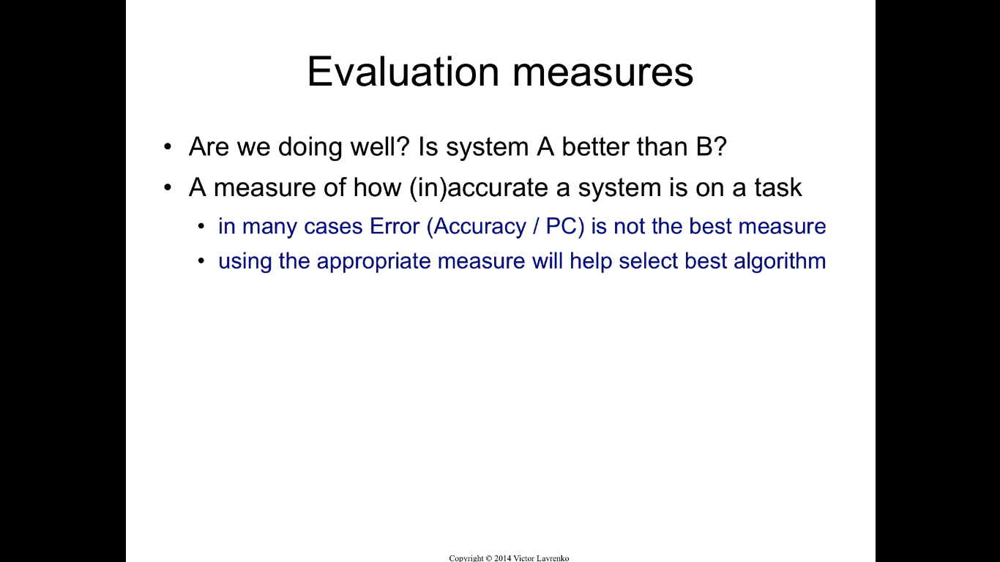 Evaluation measures
• Are we doing well? Is system A better than B?
• A measure of how (in)accurate a system is on a task
• in many cases Error (Accuracy / PC) is not the best measure
• using the appropriate measure will help select best algorithm
Copyright © 2014 Victor Lavrenko